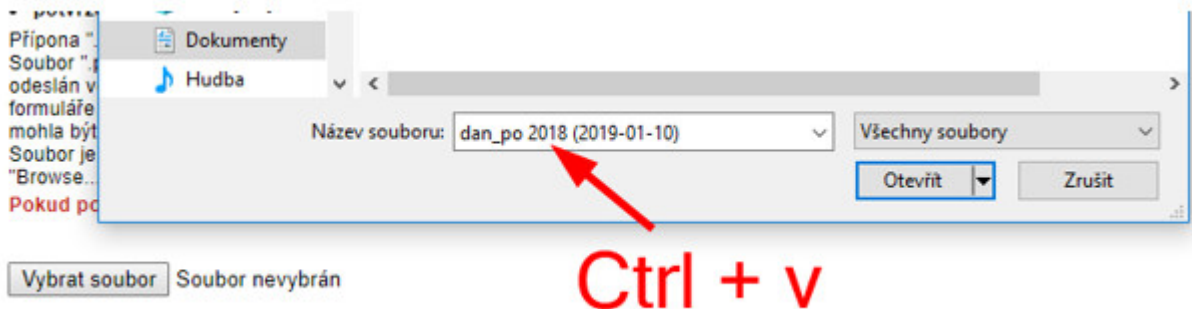 Přípona "
Soubor ".p
odeslán v
formuláře
mohla být
Soubor je
"Browse...
Pokud po
Dokumenty
Hudba
Název souboru: dan_po 2018 (2019-01-10) Všechny soubory
Otevřít Zrušit
Vybrat soubor Soubor nevybrán
Ctrl + v